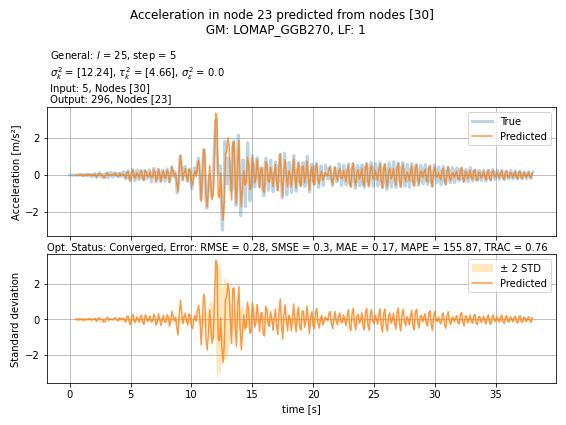 Acceleration in node 23 predicted from nodes [30]
GM: LOMAP_GGB270, LF: 1
General: l = 25, step = 5
σ²ₖ = [12.24], τ²ₖ = [4.66], σ²ε = 0.0
Input: 5, Nodes [30]
Output: 296, Nodes [23]
True
Predicted
Acceleration [m/s²]
2
0
−2
Opt. Status: Converged, Error: RMSE = 0.28, SMSE = 0.3, MAE = 0.17, MAPE = 155.87, TRAC = 0.76
± 2 STD
Predicted
Standard deviation
2
0
−2
0 5 10 15 20 25 30 35
time [s]